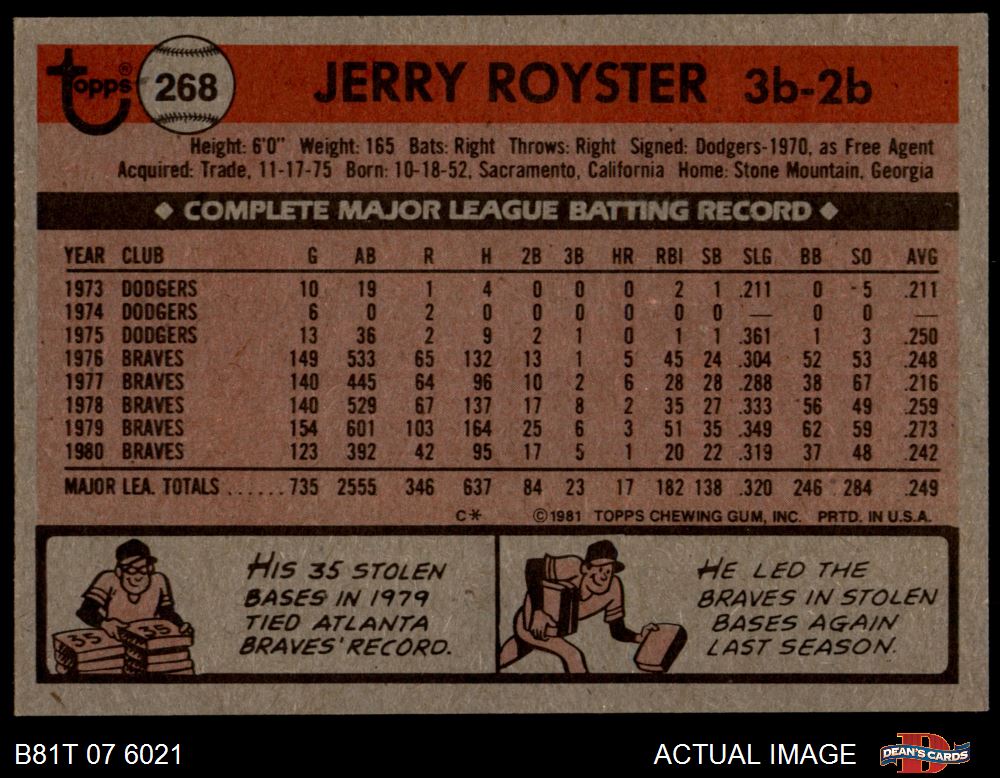 topps® 268 JERRY ROYSTER 3b-2b
Height: 6'0" Weight: 165 Bats: Right Throws: Right Signed: Dodgers-1970, as Free Agent
Acquired: Trade, 11-17-75 Born: 10-18-52, Sacramento, California Home: Stone Mountain, Georgia
◆ COMPLETE MAJOR LEAGUE BATTING RECORD ◆
YEAR CLUB G AB R H 2B 3B HR RBI SB SLG BB SO AVG
1973 DODGERS 10 19 1 4 0 0 0 2 1 .211 0 5 .211
1974 DODGERS 6 0 2 0 0 0 0 0 0 — 0 0 —
1975 DODGERS 13 36 2 9 2 1 0 1 1 .361 1 3 .250
1976 BRAVES 149 533 65 132 13 1 5 45 24 .304 52 53 .248
1977 BRAVES 140 445 64 96 10 2 6 28 28 .288 38 67 .216
1978 BRAVES 140 529 67 137 17 8 2 35 27 .333 56 49 .259
1979 BRAVES 154 601 103 164 25 6 3 51 35 .349 62 59 .273
1980 BRAVES 123 392 42 95 17 5 1 20 22 .319 37 48 .242
MAJOR LEA. TOTALS ...... 735 2555 346 637 84 23 17 182 138 .320 246 284 .249
C* ©1981 TOPPS CHEWING GUM, INC. PRTD. IN U.S.A.
HIS 35 STOLEN
BASES IN 1979
TIED ATLANTA
BRAVES' RECORD.
35 35
HE LED THE
BRAVES IN STOLEN
BASES AGAIN
LAST SEASON.
B81T 07 6021 ACTUAL IMAGE DEAN'S CARDS